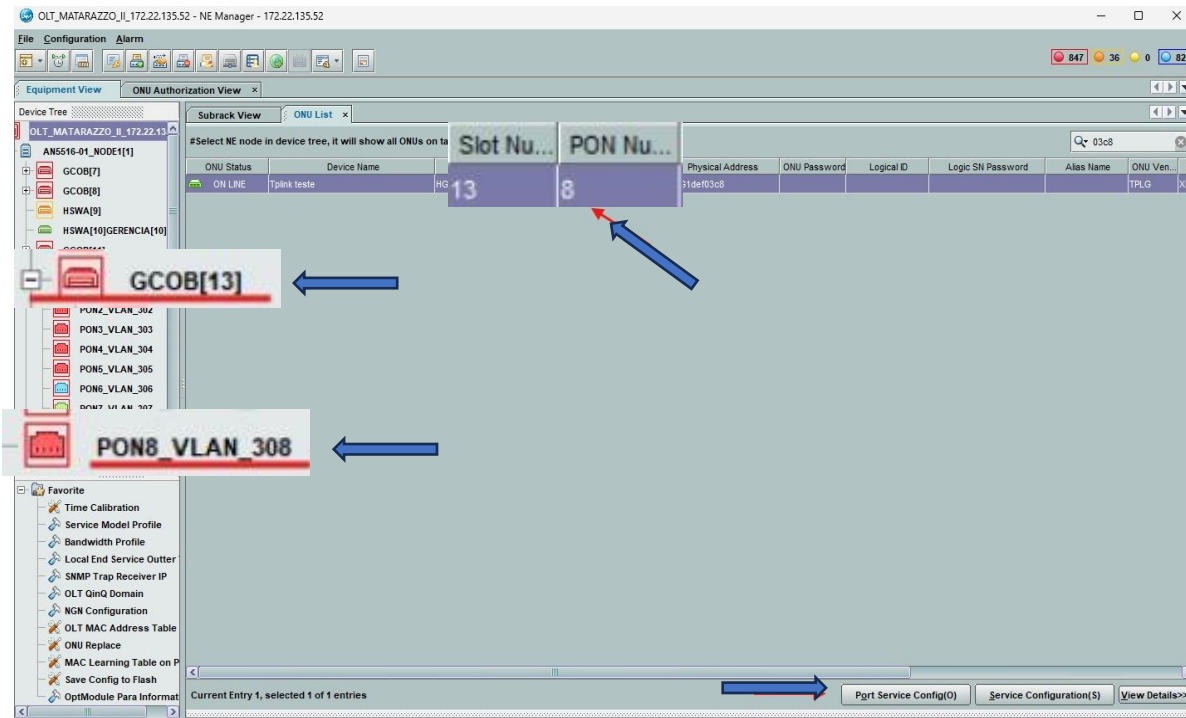 OLT_MATARAZZO_II_172.22.135.52 - NE Manager - 172.22.135.52
File Configuration Alarm
847 36 0 82
Equipment View ONU Authorization View ×
Device Tree
OLT_MATARAZZO_II_172.22.13
AN5516-01_NODE1[1]
GCOB[7]
GCOB[8]
HSWA[9]
HSWA[10]GERENCIA[10]
GCOB[13]
PON2_VLAN_302
PON3_VLAN_303
PON4_VLAN_304
PON5_VLAN_305
PON6_VLAN_306
PON7_VLAN_307
PON8_VLAN_308
Favorite
Time Calibration
Service Model Profile
Bandwidth Profile
Local End Service Outter
SNMP Trap Receiver IP
OLT QinQ Domain
NGN Configuration
OLT MAC Address Table
ONU Replace
MAC Learning Table on P
Save Config to Flash
OptModule Para Informat
Subrack View ONU List ×
#Select NE node in device tree, it will show all ONUs on ta
03c8
ONU Status Device Name Slot Nu... PON Nu... Physical Address ONU Password Logical ID Logic SN Password Alias Name ONU Ven...
ON LINE Tplink teste HG 13 8 1def03c8 TPLG X
Current Entry 1, selected 1 of 1 entries
Port Service Config(O) Service Configuration(S) View Details>>